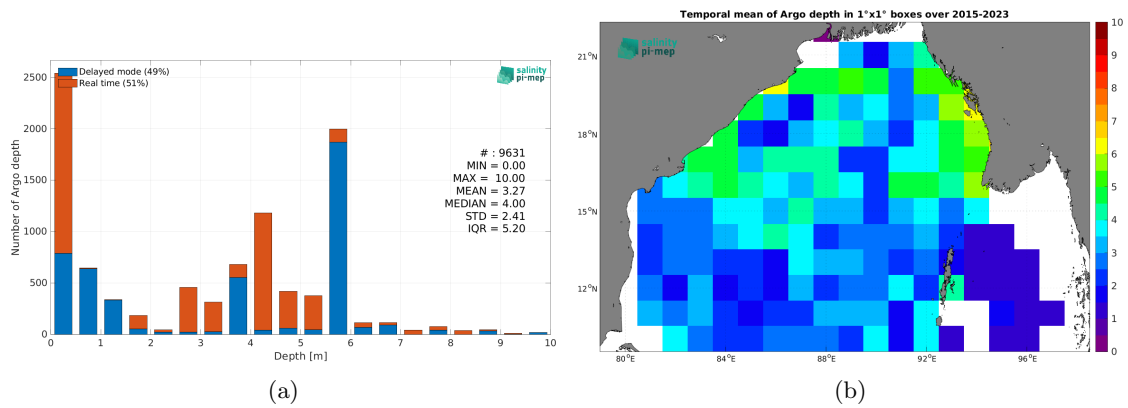 Delayed mode (49%)
Real time (51%)
salinity
pi-mep
# : 9631
MIN = 0.00
MAX = 10.00
MEAN = 3.27
MEDIAN = 4.00
STD = 2.41
IQR = 5.20
Number of Argo depth
2500
2000
1500
1000
500
0
0 1 2 3 4 5 6 7 8 9 10
Depth [m]
(a)
Temporal mean of Argo depth in 1°x1° boxes over 2015-2023
salinity
pi-mep
21°N
18°N
15°N
12°N
80°E 84°E 88°E 92°E 96°E
10
9
8
7
6
5
4
3
2
1
0
(b)